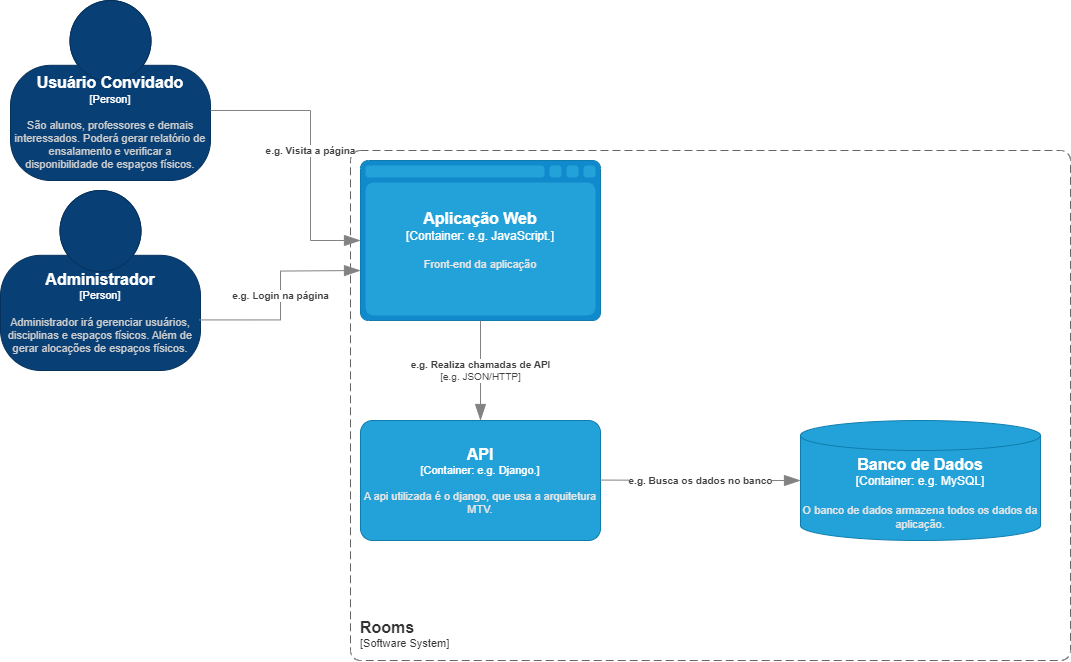 Usuário Convidado
[Person]
São alunos, professores e demais
interessados. Poderá gerar relatório de
ensalamento e verificar a
disponibilidade de espaços físicos.
e.g. Visita a página
Administrador
[Person]
Administrador irá gerenciar usuários,
disciplinas e espaços físicos. Além de
gerar alocações de espaços físicos.
e.g. Login na página
Aplicação Web
[Container: e.g. JavaScript.]
Front-end da aplicação
e.g. Realiza chamadas de API
[e.g. JSON/HTTP]
API
[Container: e.g. Django.]
A api utilizada é o django, que usa a arquitetura
MTV.
e.g. Busca os dados no banco
Banco de Dados
[Container: e.g. MySQL]
O banco de dados armazena todos os dados da
aplicação.
Rooms
[Software System]